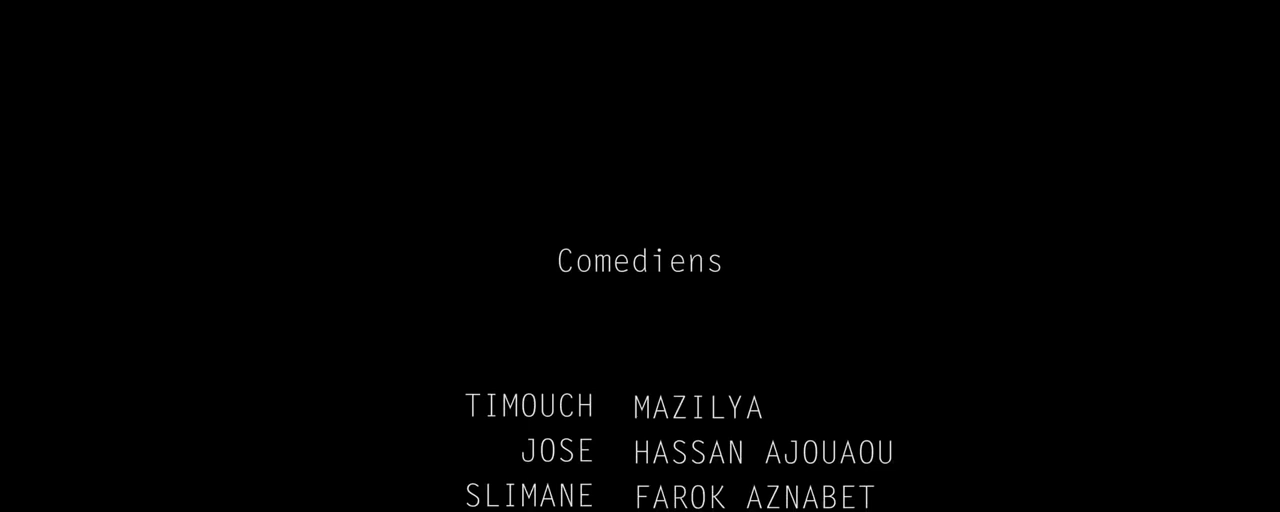 Comediens
TIMOUCH MAZILYA
JOSE HASSAN AJOUAOU
SLIMANE FAROK AZNABET